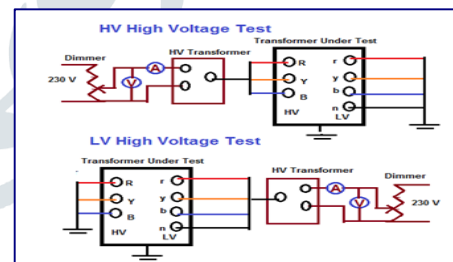 HV High Voltage Test
Transformer Under Test
Dimmer
HV Transformer
A
V
230 V
R
Y
B
HV
r
y
b
n
LV
LV High Voltage Test
Transformer Under Test
HV Transformer
Dimmer
R
Y
B
HV
r
y
b
n
LV
A
V
230 V